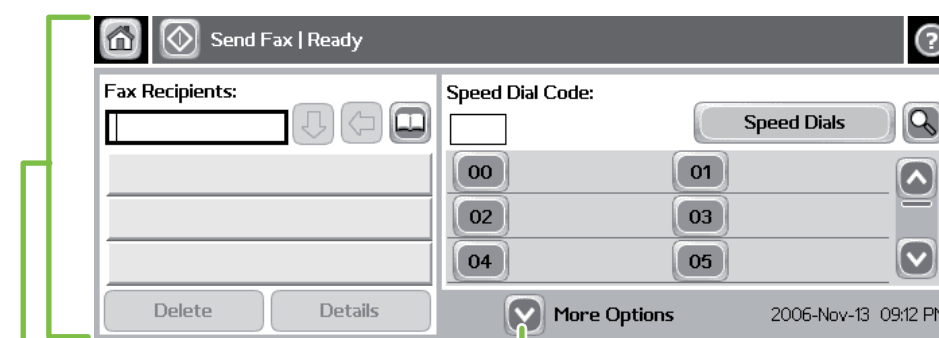 Send Fax | Ready
?
Fax Recipients:
Speed Dial Code:
Speed Dials
00 01
02 03
04 05
Delete Details
More Options
2006-Nov-13 09:12 PM